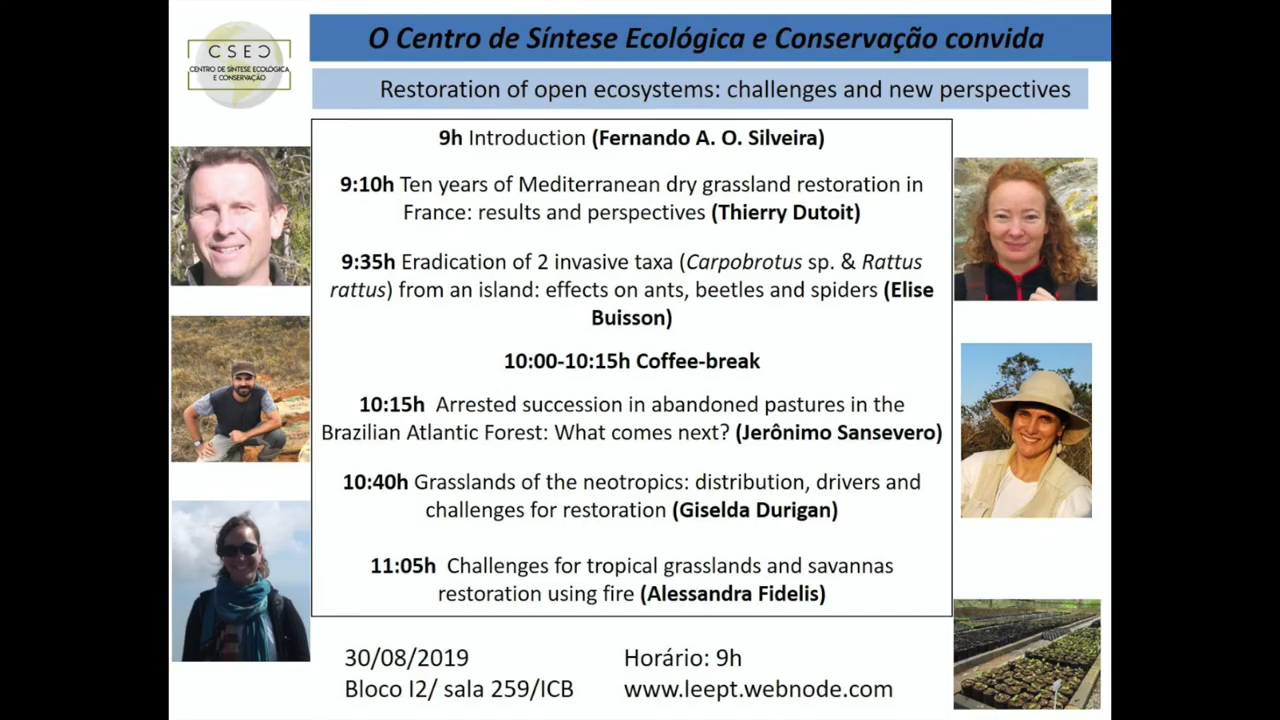 CSEC
CENTRO DE SÍNTESE ECOLÓGICA
E CONSERVAÇÃO
O Centro de Síntese Ecológica e Conservação convida
Restoration of open ecosystems: challenges and new perspectives
9h Introduction (Fernando A. O. Silveira)
9:10h Ten years of Mediterranean dry grassland restoration in
France: results and perspectives (Thierry Dutoit)
9:35h Eradication of 2 invasive taxa (Carpobrotus sp. & Rattus
rattus) from an island: effects on ants, beetles and spiders (Elise
Buisson)
10:00-10:15h Coffee-break
10:15h Arrested succession in abandoned pastures in the
Brazilian Atlantic Forest: What comes next? (Jerônimo Sansevero)
10:40h Grasslands of the neotropics: distribution, drivers and
challenges for restoration (Giselda Durigan)
11:05h Challenges for tropical grasslands and savannas
restoration using fire (Alessandra Fidelis)
30/08/2019
Horário: 9h
Bloco I2/ sala 259/ICB
www.leept.webnode.com